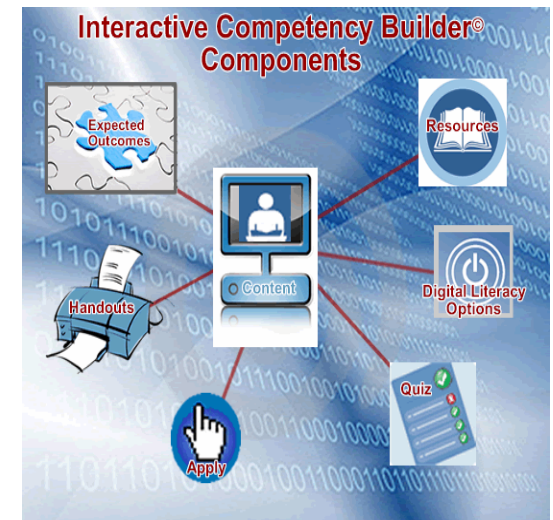 Interactive Competency Builder©
Components
Expected
Outcomes
Resources
Content
Digital Literacy
Options
Handouts
Quiz
Apply